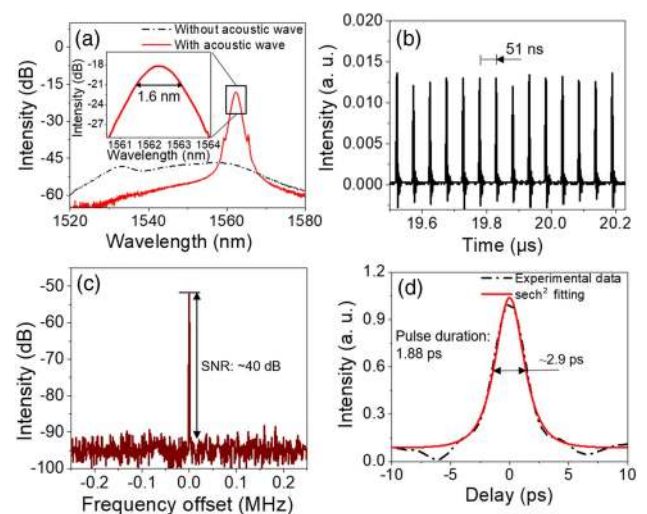 (a)
Without acoustic wave
With acoustic wave
Intensity (dB)
0
-15
-30
-45
-60
1520
1540
1560
1580
Wavelength (nm)
Intensity (dB)
-18
-21
-24
-27
1.6 nm
1561
1562
1563
1564
Wavelength (nm)
(b)
51 ns
Intensity (a. u.)
0.015
0.010
0.005
0.000
19.6
19.8
20.0
20.2
Time (µs)
(c)
Intensity (dB)
-50
-60
-70
-80
-90
-100
SNR: ~40 dB
-0.2
-0.1
0.0
0.1
0.2
Frequency offset (MHz)
(d)
Experimental data
sech² fitting
Pulse duration:
1.88 ps
~2.9 ps
Intensity (a. u.)
1.2
0.9
0.6
0.3
0.0
-10
-5
0
5
10
Delay (ps)